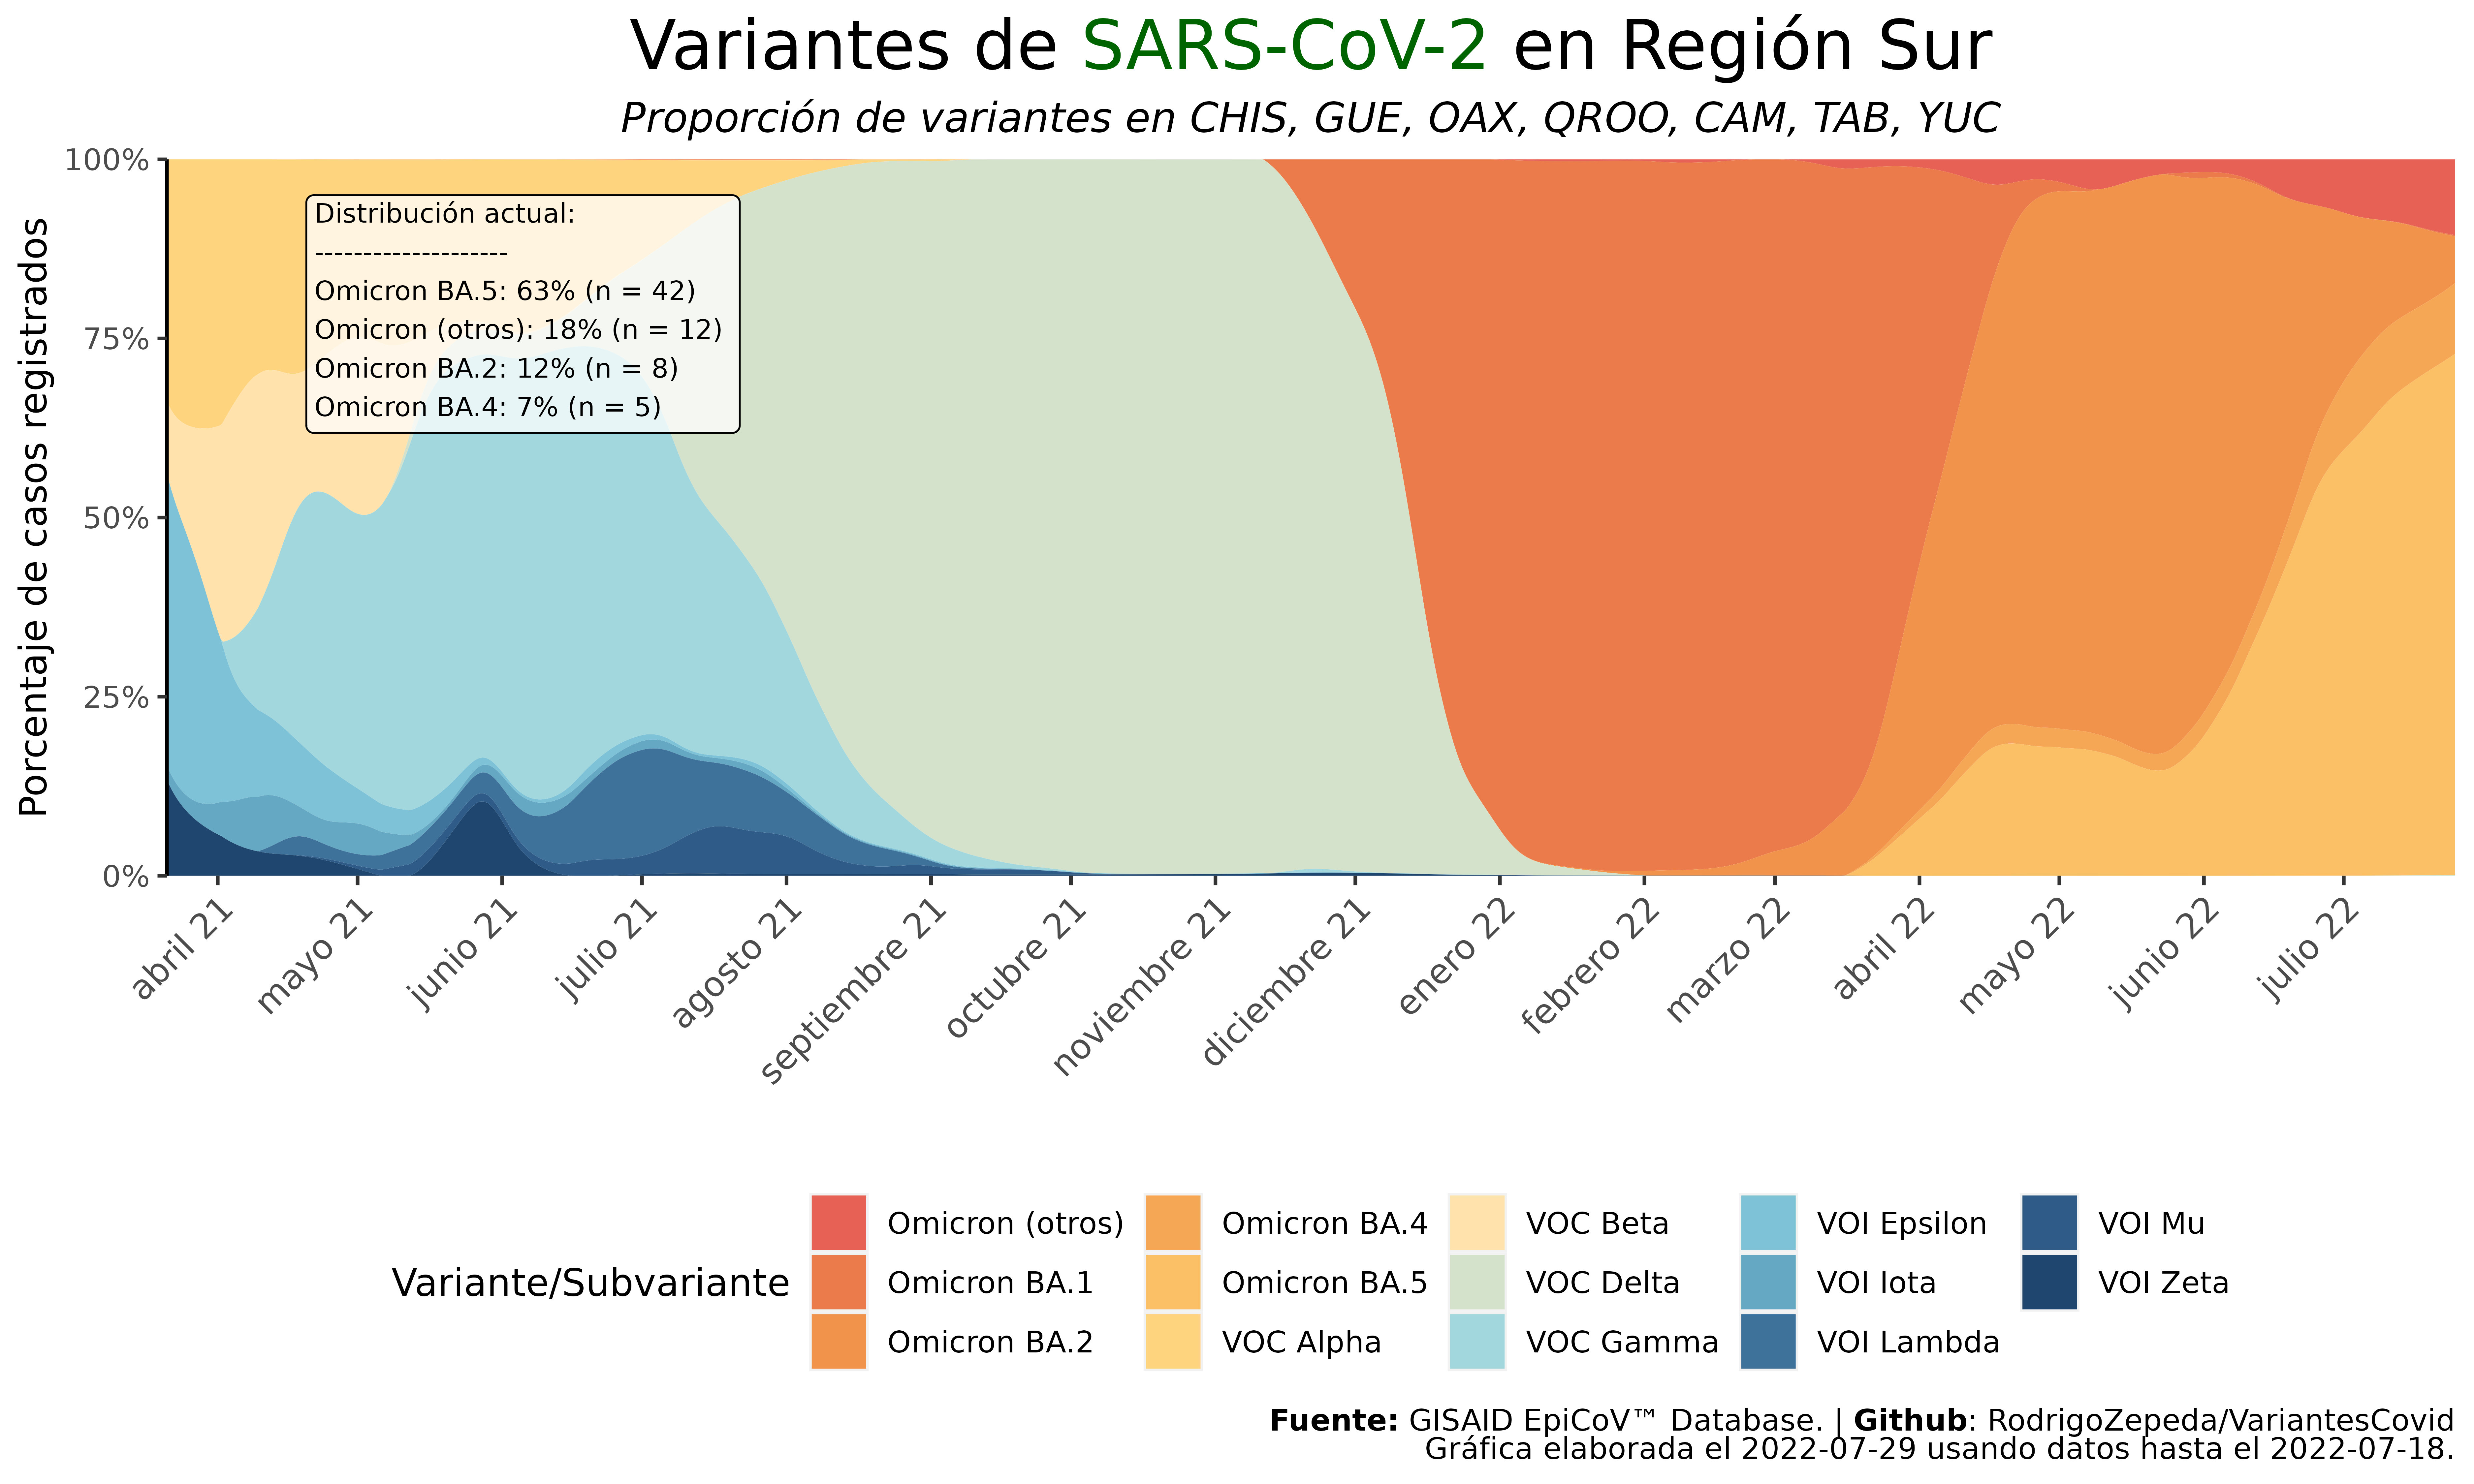 Variantes de SARS-CoV-2 en Región Sur
Proporción de variantes en CHIS, GUE, OAX, QROO, CAM, TAB, YUC
Porcentaje de casos registrados
100%
75%
50%
25%
0%
Distribución actual:
--------------------
Omicron BA.5: 63% (n = 42)
Omicron (otros): 18% (n = 12)
Omicron BA.2: 12% (n = 8)
Omicron BA.4: 7% (n = 5)
abril 21
mayo 21
junio 21
julio 21
agosto 21
septiembre 21
octubre 21
noviembre 21
diciembre 21
enero 22
febrero 22
marzo 22
abril 22
mayo 22
junio 22
julio 22
Variante/Subvariante
Omicron (otros)
Omicron BA.1
Omicron BA.2
Omicron BA.4
Omicron BA.5
VOC Alpha
VOC Beta
VOC Delta
VOC Gamma
VOI Epsilon
VOI Iota
VOI Lambda
VOI Mu
VOI Zeta
Fuente: GISAID EpiCoV™ Database. | Github: RodrigoZepeda/VariantesCovid
Gráfica elaborada el 2022-07-29 usando datos hasta el 2022-07-18.